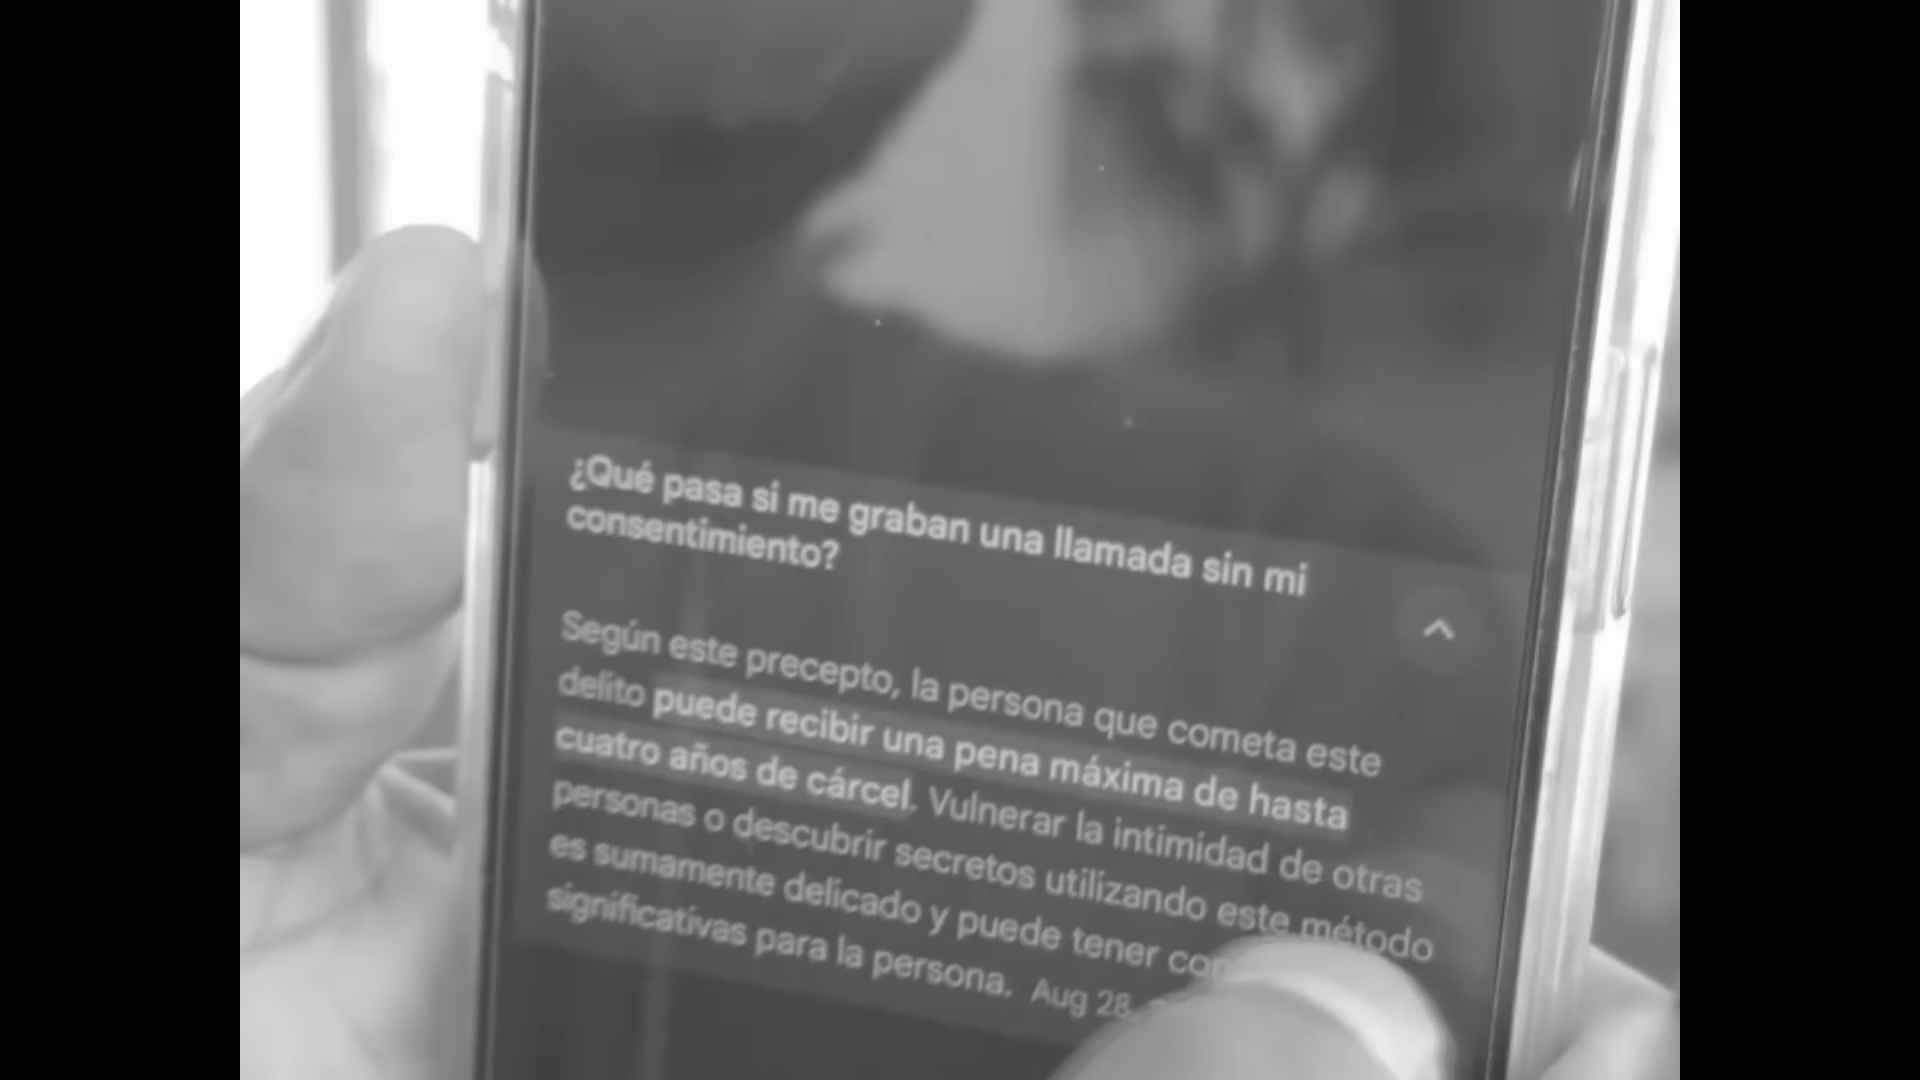 ¿Qué pasa si me graban una llamada sin mi
consentimiento?
Según este precepto, la persona que cometa este
delito puede recibir una pena máxima de hasta
cuatro años de cárcel. Vulnerar la intimidad de otras
personas o descubrir secretos utilizando este método
es sumamente delicado y puede tener
significativas para la persona. Aug 28,